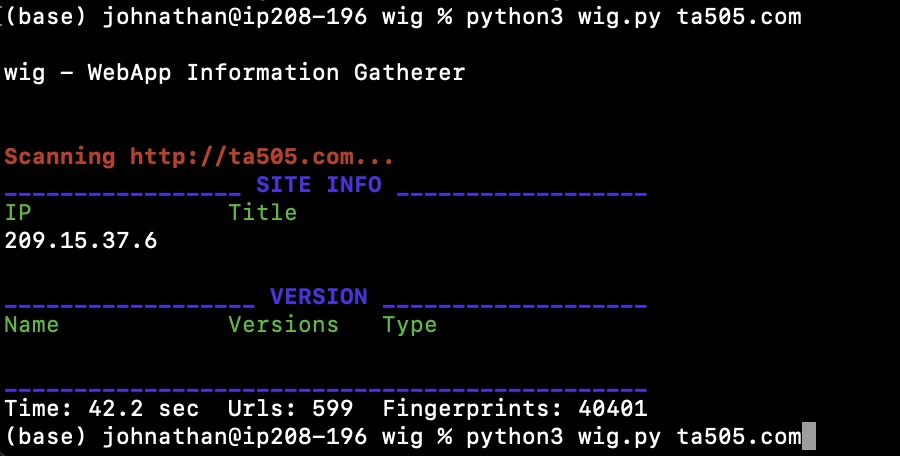 (base) johnathan@ip208-196 wig % python3 wig.py ta505.com
wig - WebApp Information Gatherer
Scanning http://ta505.com...
_________________ SITE INFO __________________
IP Title
209.15.37.6
__________________ VERSION ___________________
Name Versions Type
______________________________________________
Time: 42.2 sec Urls: 599 Fingerprints: 40401
(base) johnathan@ip208-196 wig % python3 wig.py ta505.com